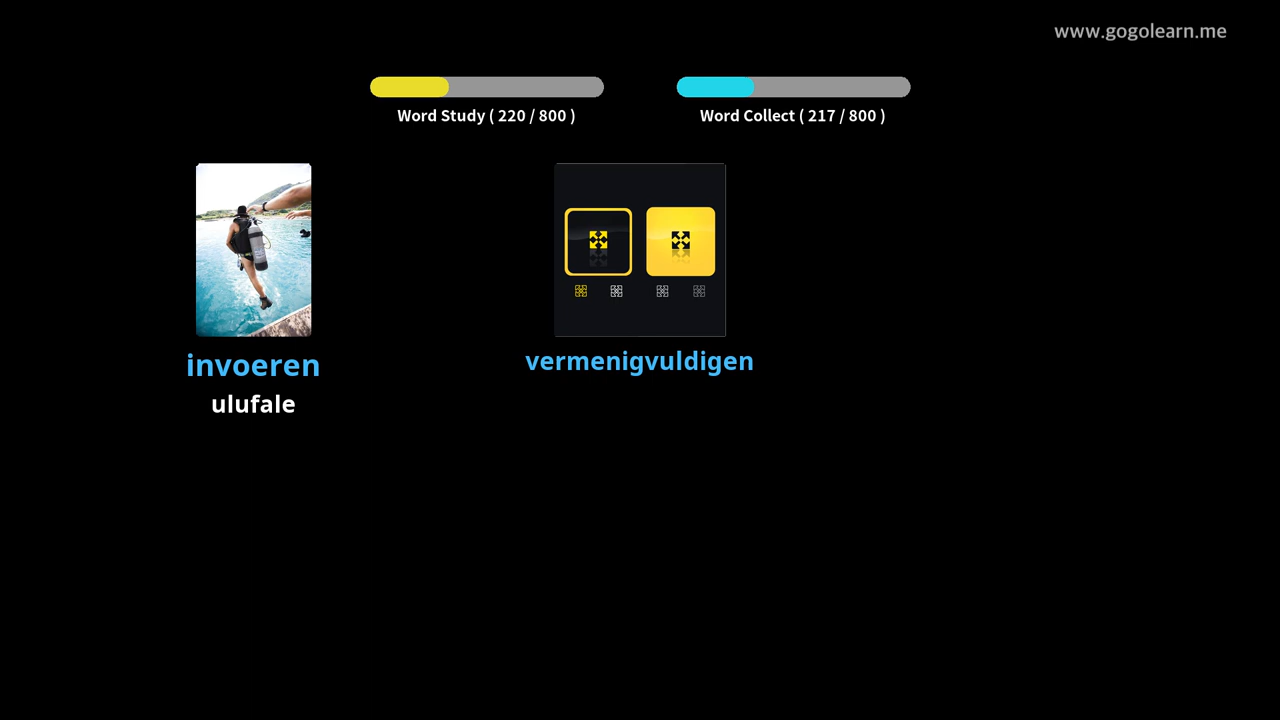 www.gogolearn.me
Word Study ( 220 / 800 )
Word Collect ( 217 / 800 )
invoeren
ulufale
vermenigvuldigen